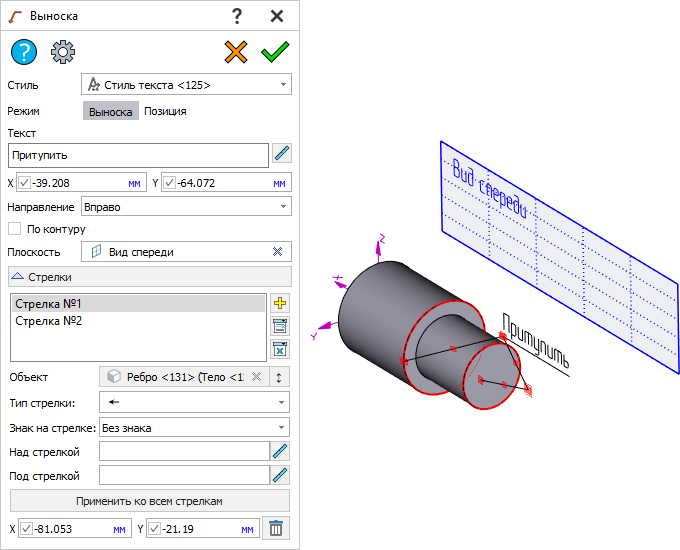 Выноска ?
?
Стиль Стиль текста <125>
Режим Выноска Позиция
Текст
Притупить
X -39.208 мм Y -64.072 мм
Направление Вправо
По контуру
Плоскость Вид спереди
Стрелки
Стрелка №1
Стрелка №2
Объект Ребро <131> (Тело <1
Тип стрелки:
Знак на стрелке: Без знака
Над стрелкой
Под стрелкой
Применить ко всем стрелкам
X -81.053 мм Y -21.19 мм
Вид спереди
Z
X
Y
Притупить